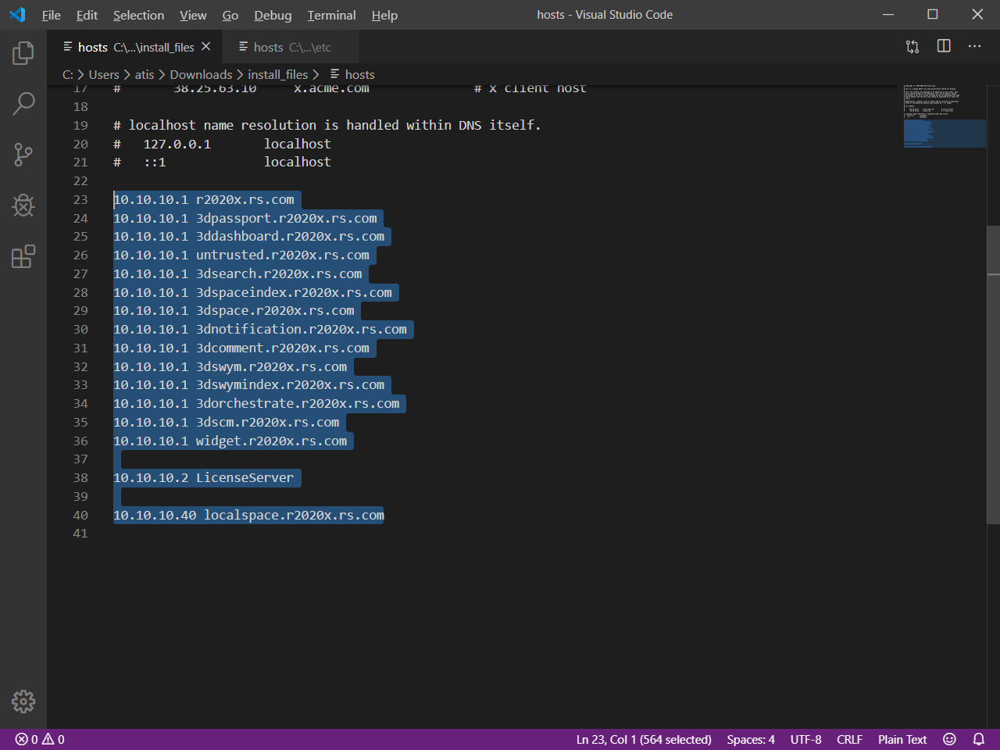 File Edit Selection View Go Debug Terminal Help hosts - Visual Studio Code
hosts C:\...\install_files hosts C:\...\etc
C: > Users > atis > Downloads > install_files > hosts
17 # 38.25.63.10 x.acme.com # x client host
18
19 # localhost name resolution is handled within DNS itself.
20 # 127.0.0.1 localhost
21 # ::1 localhost
22
23 10.10.10.1 r2020x.rs.com
24 10.10.10.1 3dpassport.r2020x.rs.com
25 10.10.10.1 3ddashboard.r2020x.rs.com
26 10.10.10.1 untrusted.r2020x.rs.com
27 10.10.10.1 3dsearch.r2020x.rs.com
28 10.10.10.1 3dspaceindex.r2020x.rs.com
29 10.10.10.1 3dspace.r2020x.rs.com
30 10.10.10.1 3dnotification.r2020x.rs.com
31 10.10.10.1 3dcomment.r2020x.rs.com
32 10.10.10.1 3dswym.r2020x.rs.com
33 10.10.10.1 3dswymindex.r2020x.rs.com
34 10.10.10.1 3dorchestrate.r2020x.rs.com
35 10.10.10.1 3dscm.r2020x.rs.com
36 10.10.10.1 widget.r2020x.rs.com
37
38 10.10.10.2 LicenseServer
39
40 10.10.10.40 localspace.r2020x.rs.com
41
0 0 Ln 23, Col 1 (564 selected) Spaces: 4 UTF-8 CRLF Plain Text